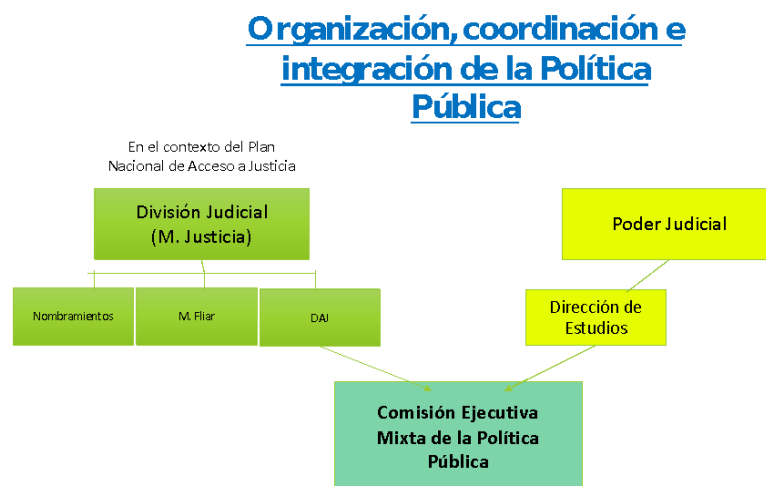 Organización, coordinación e
integración de la Política
Pública
En el contexto del Plan
Nacional de Acceso a Justicia
División Judicial
(M. Justicia)
Poder Judicial
Nombramientos
M. Fliar
DAJ
Dirección de
Estudios
Comisión Ejecutiva
Mixta de la Política
Pública